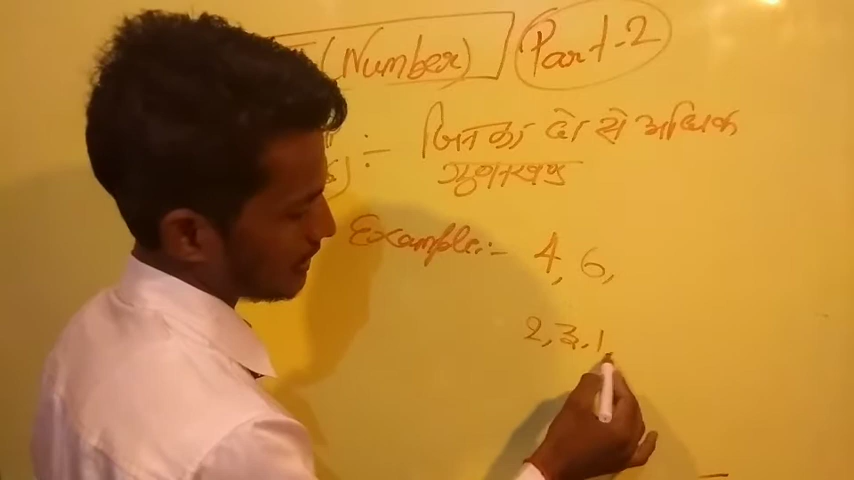 (Number) Part-2
:- जिनका दो से अधिक
गुणनखण्ड
Example:- 4, 6,
2, 3, 1,